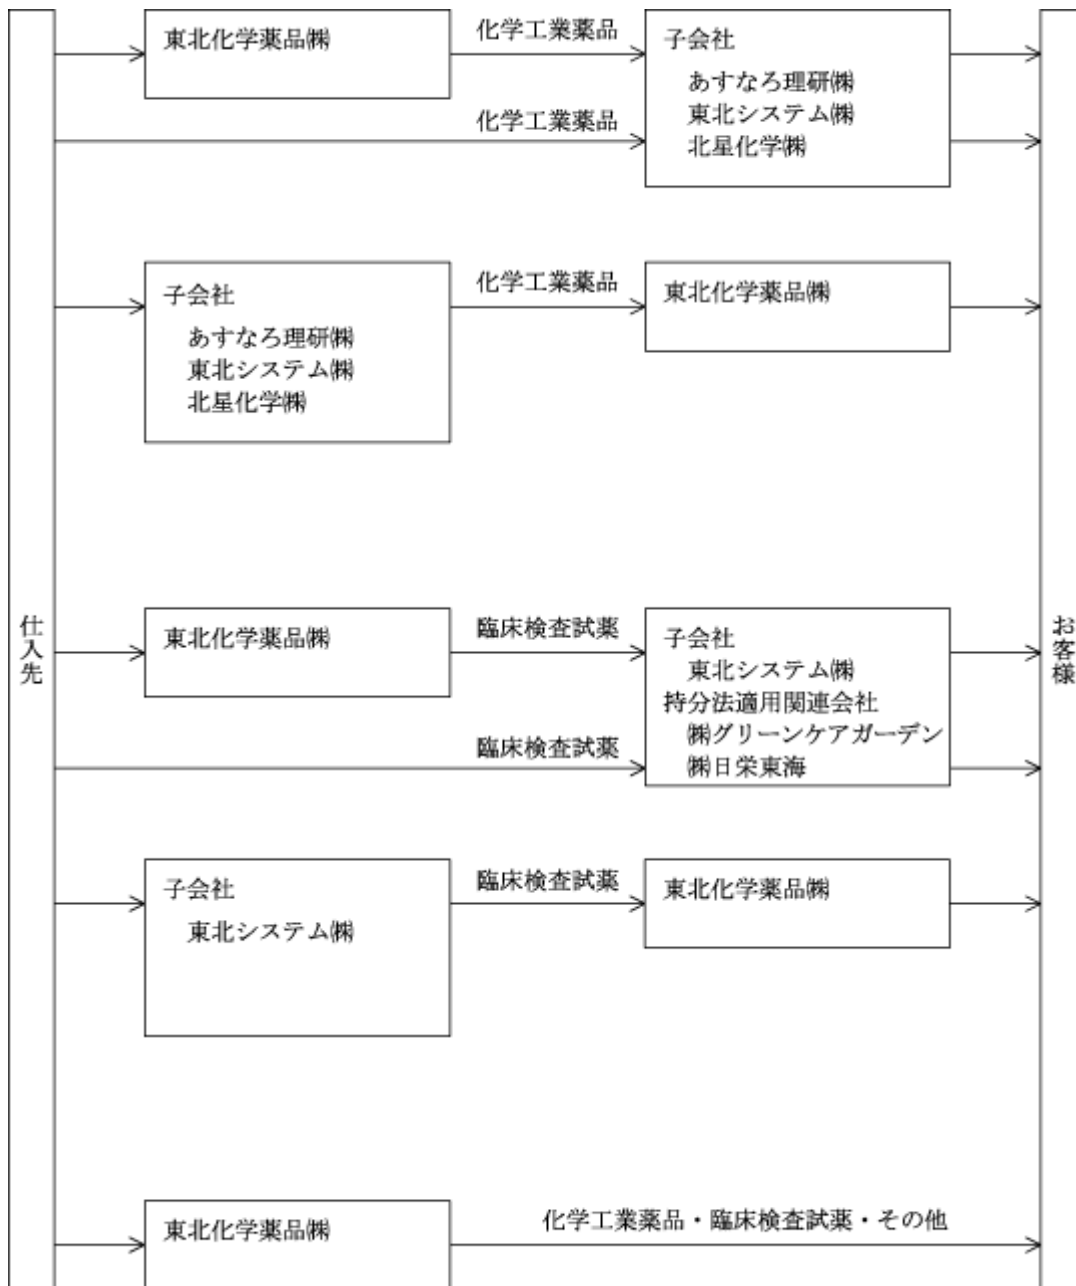 東北化学薬品㈱
化学工業薬品
子会社
あすなろ理研㈱
東北システム㈱
北星化学㈱
化学工業薬品
子会社
あすなろ理研㈱
東北システム㈱
北星化学㈱
化学工業薬品
東北化学薬品㈱
仕入先
お客様
東北化学薬品㈱
臨床検査試薬
子会社
東北システム㈱
持分法適用関連会社
㈱グリーンケアガーデン
㈱日栄東海
臨床検査試薬
子会社
東北システム㈱
臨床検査試薬
東北化学薬品㈱
東北化学薬品㈱
化学工業薬品・臨床検査試薬・その他